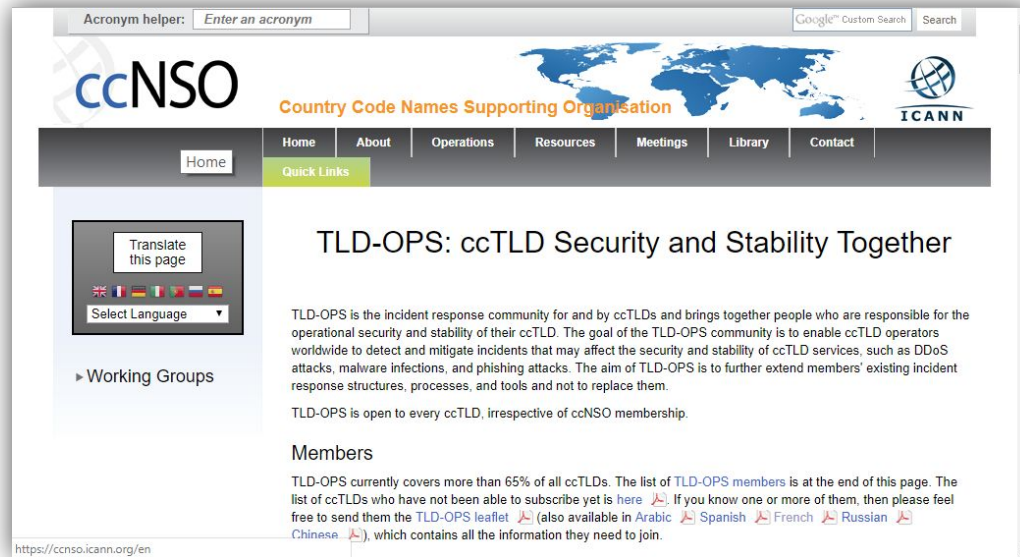 Acronym helper: Enter an acronym
Google™ Custom Search Search
ccNSO
Country Code Names Supporting Organisation
ICANN
Home About Operations Resources Meetings Library Contact
Home
Quick Links
Translate
this page
Select Language
Working Groups
TLD-OPS: ccTLD Security and Stability Together
TLD-OPS is the incident response community for and by ccTLDs and brings together people who are responsible for the
operational security and stability of their ccTLD. The goal of the TLD-OPS community is to enable ccTLD operators
worldwide to detect and mitigate incidents that may affect the security and stability of ccTLD services, such as DDoS
attacks, malware infections, and phishing attacks. The aim of TLD-OPS is to further extend members' existing incident
response structures, processes, and tools and not to replace them.
TLD-OPS is open to every ccTLD, irrespective of ccNSO membership.
Members
TLD-OPS currently covers more than 65% of all ccTLDs. The list of TLD-OPS members is at the end of this page. The
list of ccTLDs who have not been able to subscribe yet is here. If you know one or more of them, then please feel
free to send them the TLD-OPS leaflet (also available in Arabic Spanish French Russian
Chinese ), which contains all the information they need to join.
https://ccnso.icann.org/en